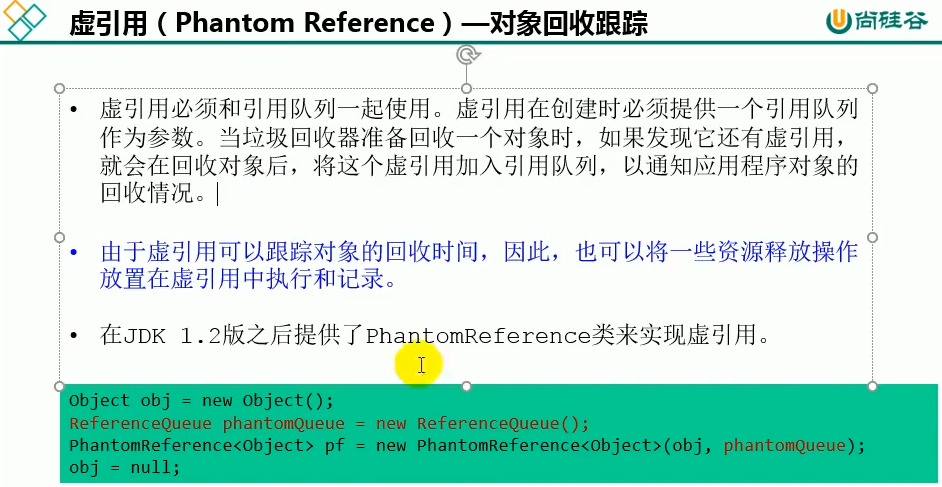 虚引用（Phantom Reference）—对象回收跟踪
尚硅谷
• 虚引用必须和引用队列一起使用。虚引用在创建时必须提供一个引用队列
作为参数。当垃圾回收器准备回收一个对象时，如果发现它还有虚引用，
就会在回收对象后，将这个虚引用加入引用队列，以通知应用程序对象的
回收情况。
• 由于虚引用可以跟踪对象的回收时间，因此，也可以将一些资源释放操作
放置在虚引用中执行和记录。
• 在JDK 1.2版之后提供了PhantomReference类来实现虚引用。
Object obj = new Object();
ReferenceQueue phantomQueue = new ReferenceQueue();
PhantomReference<Object> pf = new PhantomReference<Object>(obj, phantomQueue);
obj = null;